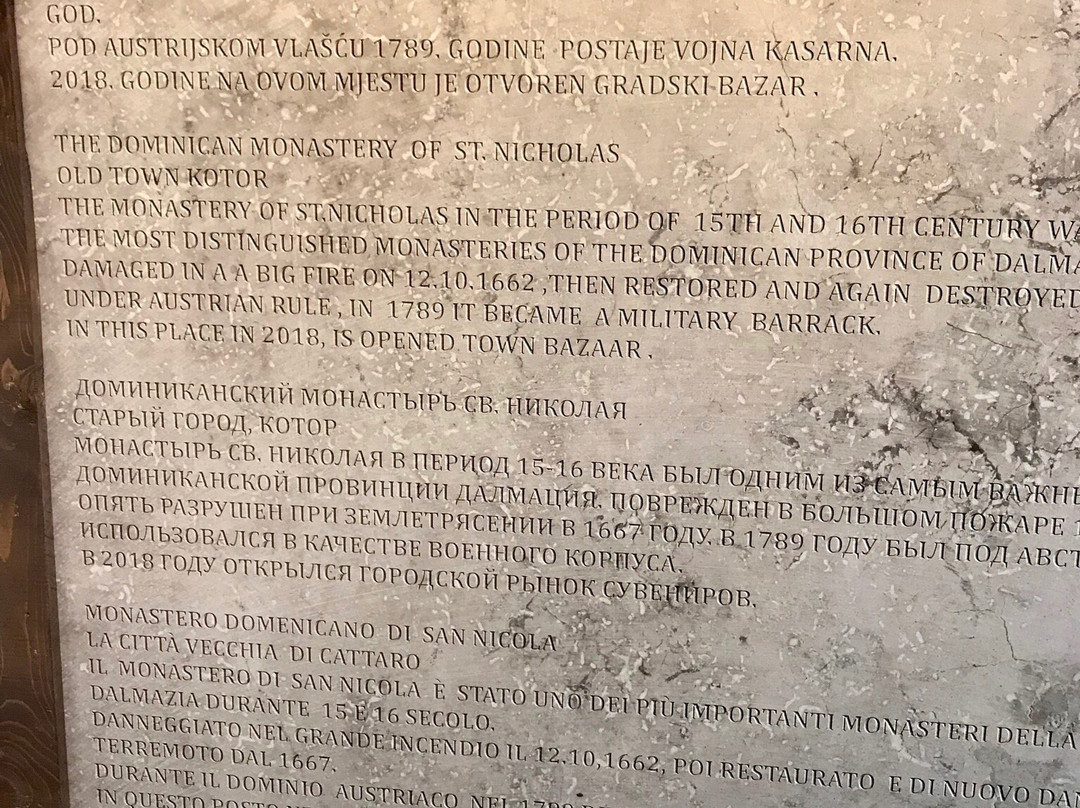 GOD.
POD AUSTRIJSKOM VLAŠĆU 1789. GODINE POSTAJE VOJNA KASARNA.
2018. GODINE NA OVOM MJESTU JE OTVOREN GRADSKI BAZAR .
THE DOMINICAN MONASTERY OF ST. NICHOLAS
OLD TOWN KOTOR
THE MONASTERY OF ST.NICHOLAS IN THE PERIOD OF 15TH AND 16TH CENTURY
THE MOST DISTINGUISHED MONASTERIES OF THE DOMINICAN PROVINCE OF
DAMAGED IN A A BIG FIRE ON 12.10.1662 ,THEN RESTORED AND AGAIN DESTROYED
UNDER AUSTRIAN RULE , IN 1789 IT BECAME A MILITARY BARRACK.
IN THIS PLACE IN 2018, IS OPENED TOWN BAZAAR .
ДОМИНИКАНСКИЙ МОНАСТЫРЬ СВ. НИКОЛАЯ
СТАРЫЙ ГОРОД, КОТОР
МОНАСТЫРЬ СВ. НИКОЛАЯ В ПЕРИОД 15-16 ВЕКА БЫЛ ОДНИМ ИЗ САМЫМ
ДОМИНИКАНСКОЙ ПРОВИНЦИИ ДАЛМАЦИЯ. ПОВРЕЖДЕН В БОЛЬШОМ ПОЖАРЕ
ОПЯТЬ РАЗРУШЕН ПРИ ЗЕМЛЕТРЯСЕНИИ В 1667 ГОДУ. В 1789 ГОДУ БЫЛ ПОД
ИСПОЛЬЗОВАЛСЯ В КАЧЕСТВЕ ВОЕННОГО КОРПУСА.
В 2018 ГОДУ ОТКРЫЛСЯ ГОРОДСКОЙ РЫНОК СУВЕНИРОВ.
MONASTERO DOMENICANO DI SAN NICOLA
LA CITTÀ VECCHIA DI CATTARO
IL MONASTERO DI SAN NICOLA È STATO UNO DEI PIÙ IMPORTANTI MONASTERI DELLA
DALMAZIA DURANTE 15 E 16 SECOLO.
DANNEGGIATO NEL GRANDE INCENDIO IL 12.10,1662, POI RESTAURATO E DI NUOVO
TERREMOTO DAL 1667.
DURANTE IL DOMINIO AUSTRIACO NEL 1789
IN QUESTO POSTO